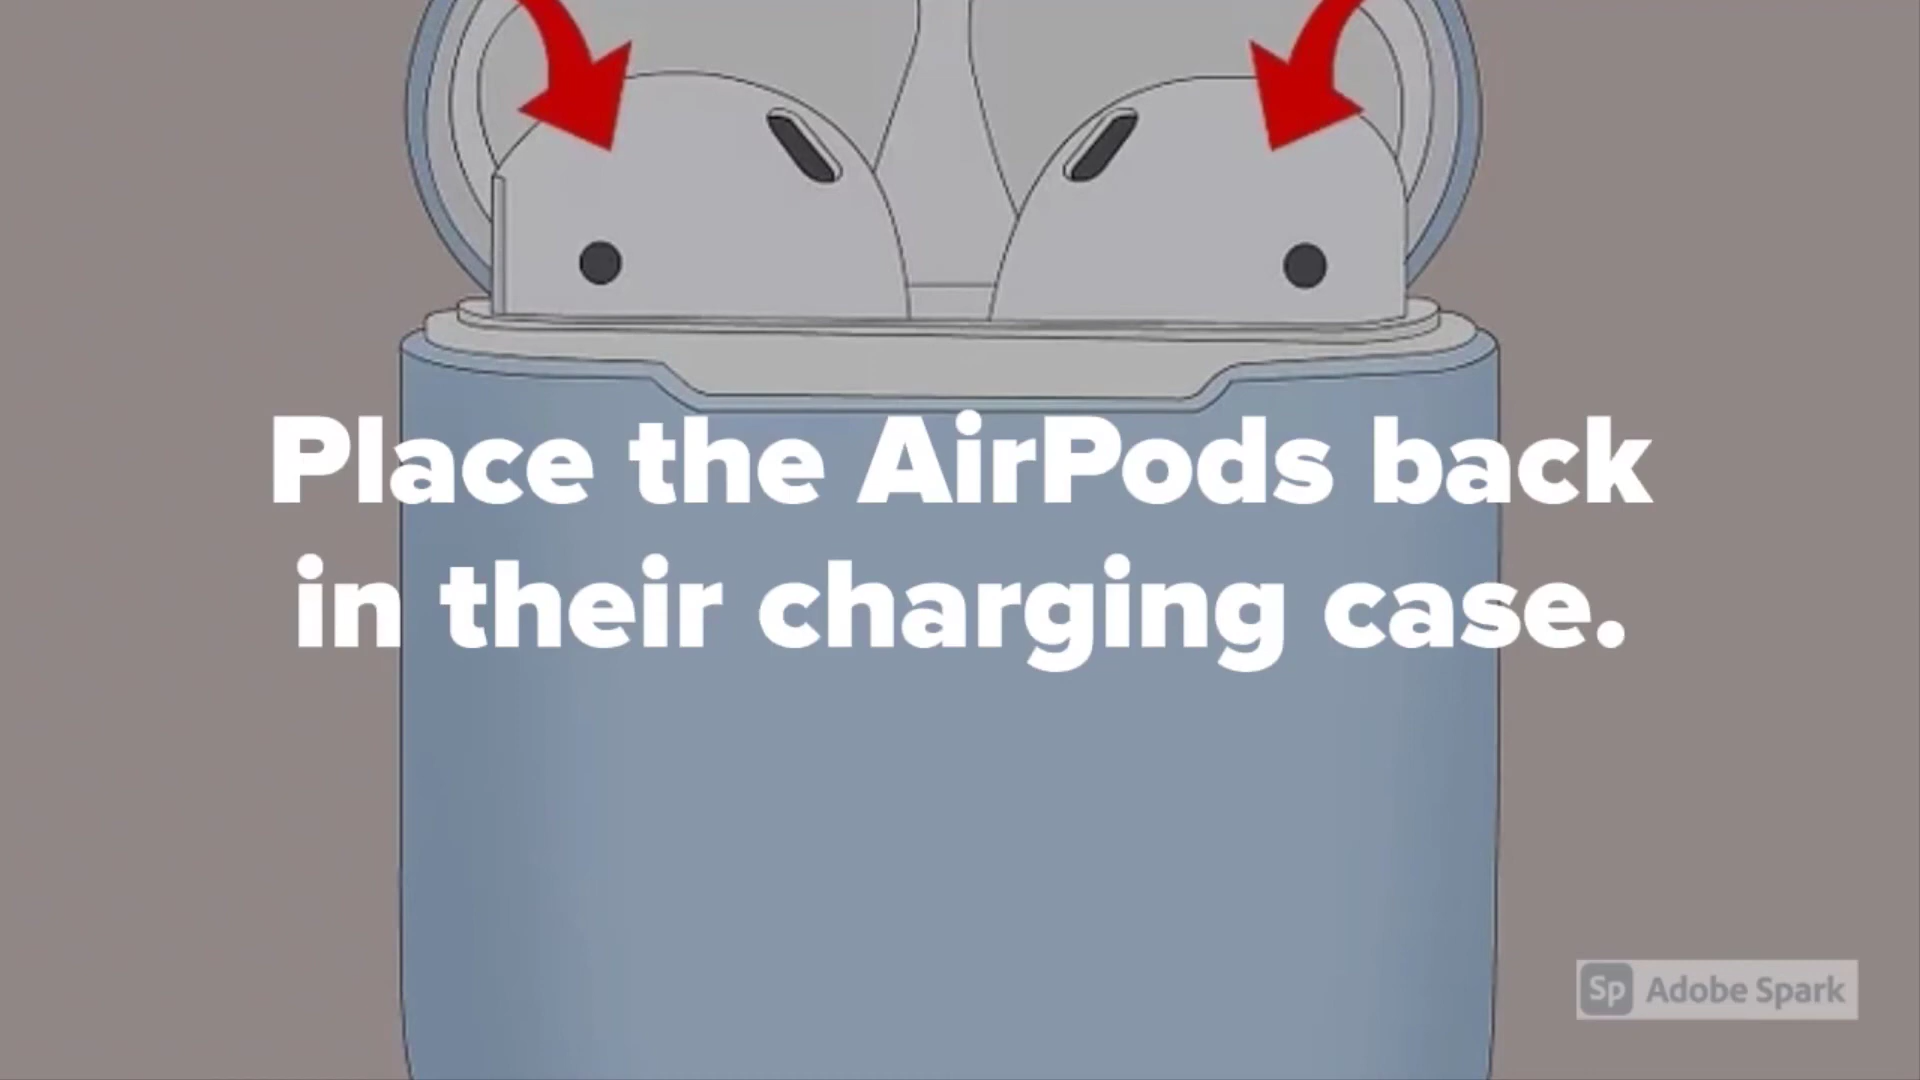 Place the AirPods back
in their charging case.
Sp Adobe Spark